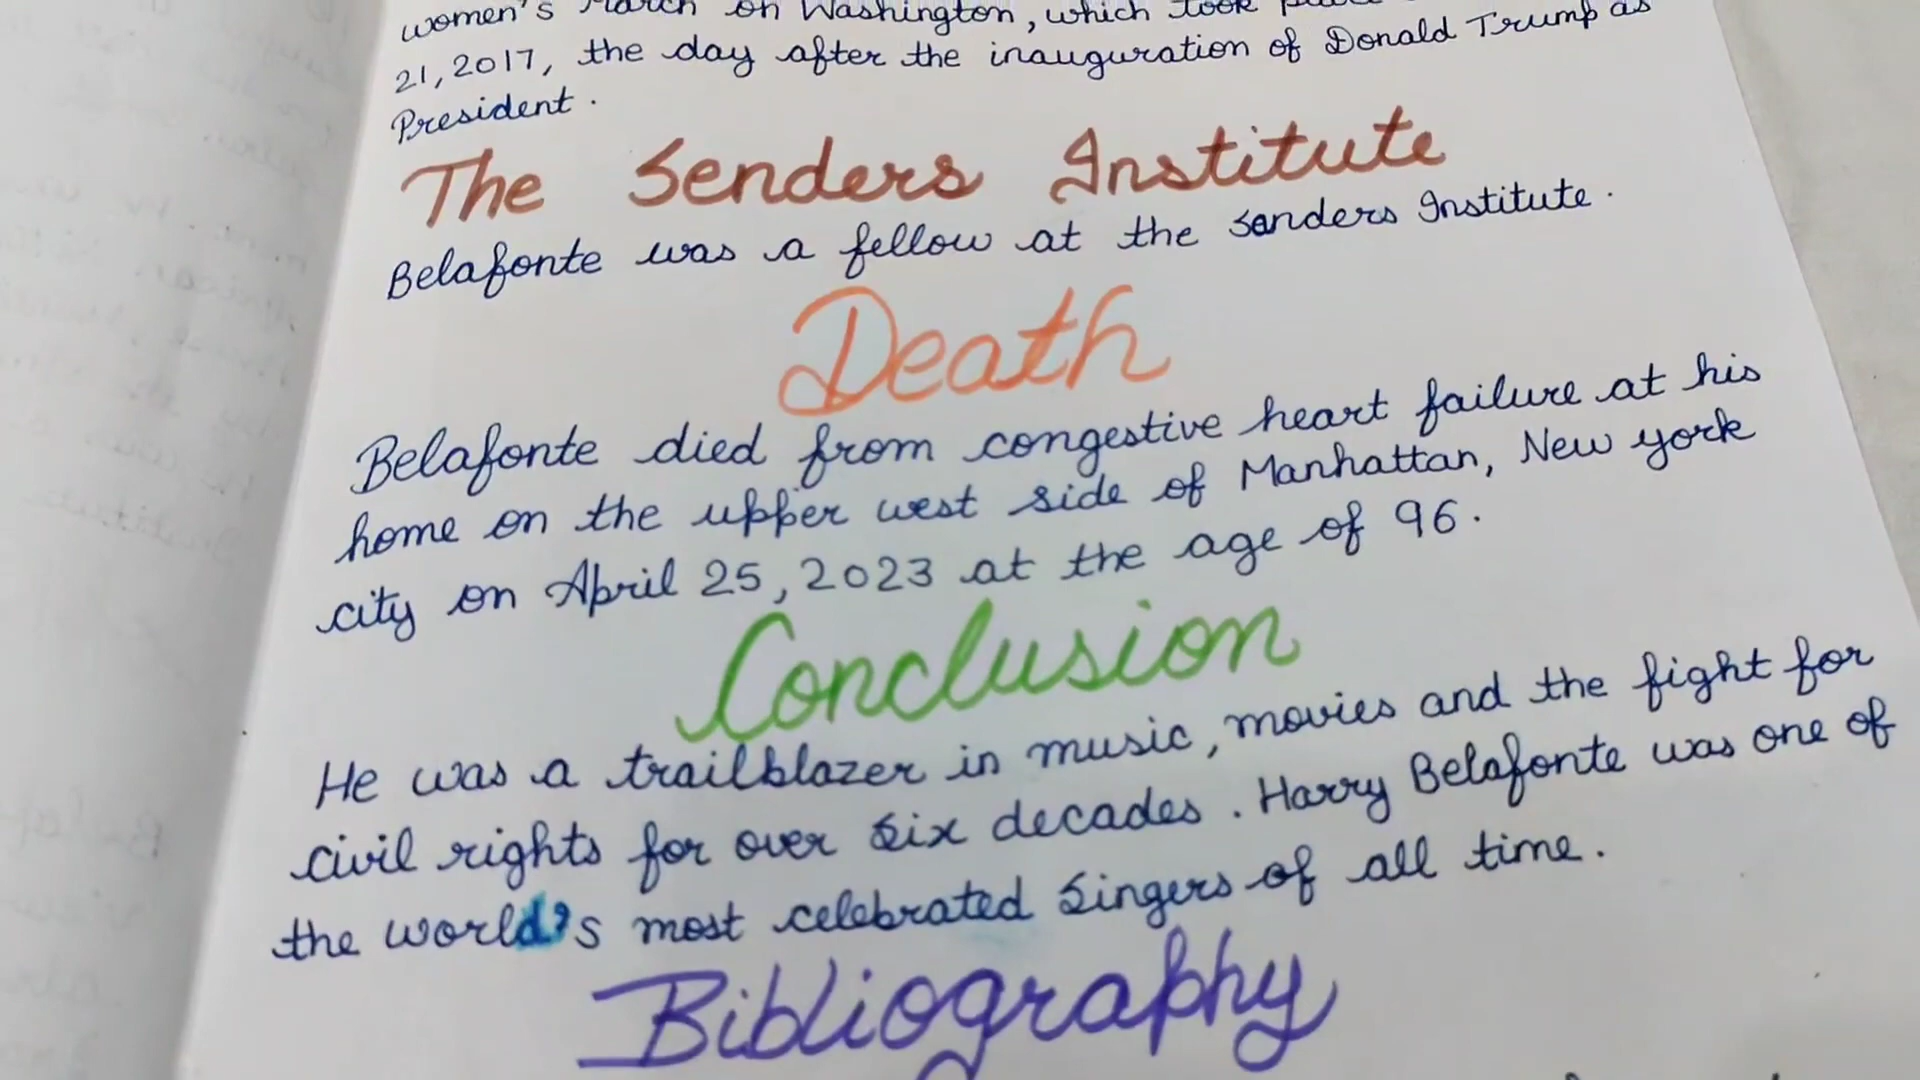 women's March on Washington, which took
21, 2017, the day after the inauguration of Donald Trump as
President.
The Senders Institute
Belafonte was a fellow at the sanders Institute.
Death
Belafonte died from congestive heart failure at his
home on the upper west side of Manhattan, New york
city on April 25, 2023 at the age of 96.
Conclusion
He was a trailblazer in music, movies and the fight for
civil rights for over six decades. Harry Belafonte was one of
the world's most celebrated singers of all time.
Bibliography